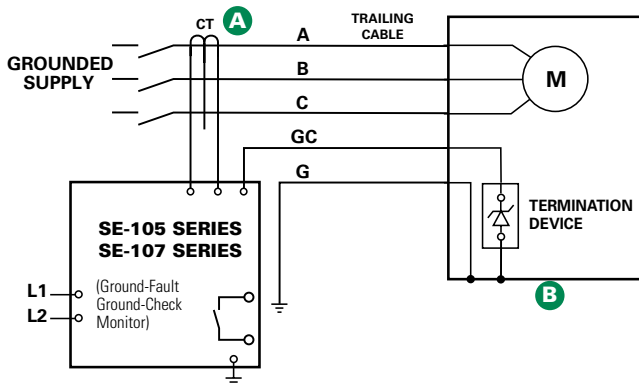 CT
A
TRAILING
CABLE
A
GROUNDED
SUPPLY
B
M
C
GC
G
SE-105 SERIES
SE-107 SERIES
TERMINATION
DEVICE
(Ground-Fault
Ground-Check
Monitor)
L1
L2
B